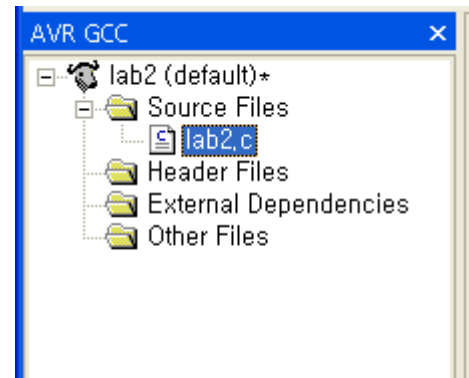 AVR GCC
lab2 (default)*
Source Files
lab2.c
Header Files
External Dependencies
Other Files